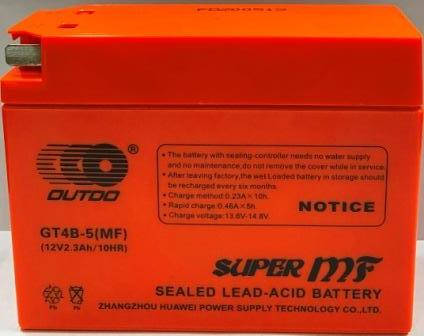 ®
OUTDO
GT4B-5(MF)
(12V2.3Ah/10HR)
• The battery with sealing-controller needs no water supply
and no maintenance,do not remove the cover while in service.
• After leaving factory,the wet Loaded battery in storage should
be recharged every six months.
• Charge method:0.23A×10h.
• Rapid charge:0.46A×5h.
• Charge voltage:13.8V-14.8V.
NOTICE
SUPER MF
SEALED LEAD-ACID BATTERY
Pb Pb
ZHANGZHOU HUAWEI POWER SUPPLY TECHNOLOGY CO.,LTD.